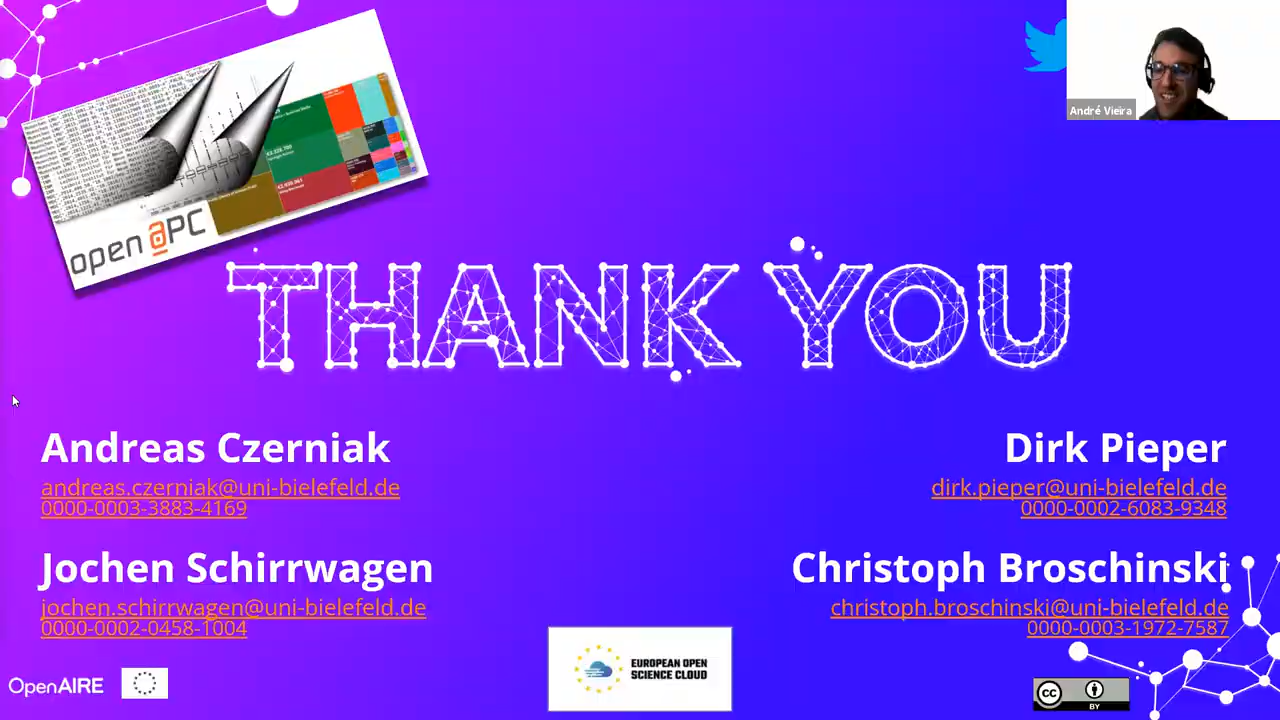 André Vieira
open aPC
THANK YOU
Andreas Czerniak
andreas.czerniak@uni-bielefeld.de
0000-0003-3883-4169
Dirk Pieper
dirk.pieper@uni-bielefeld.de
0000-0002-6083-9348
Jochen Schirrwagen
jochen.schirrwagen@uni-bielefeld.de
0000-0002-0458-1004
Christoph Broschinski
christoph.broschinski@uni-bielefeld.de
0000-0003-1972-7587
OpenAIRE
EUROPEAN OPEN
SCIENCE CLOUD
cc
BY